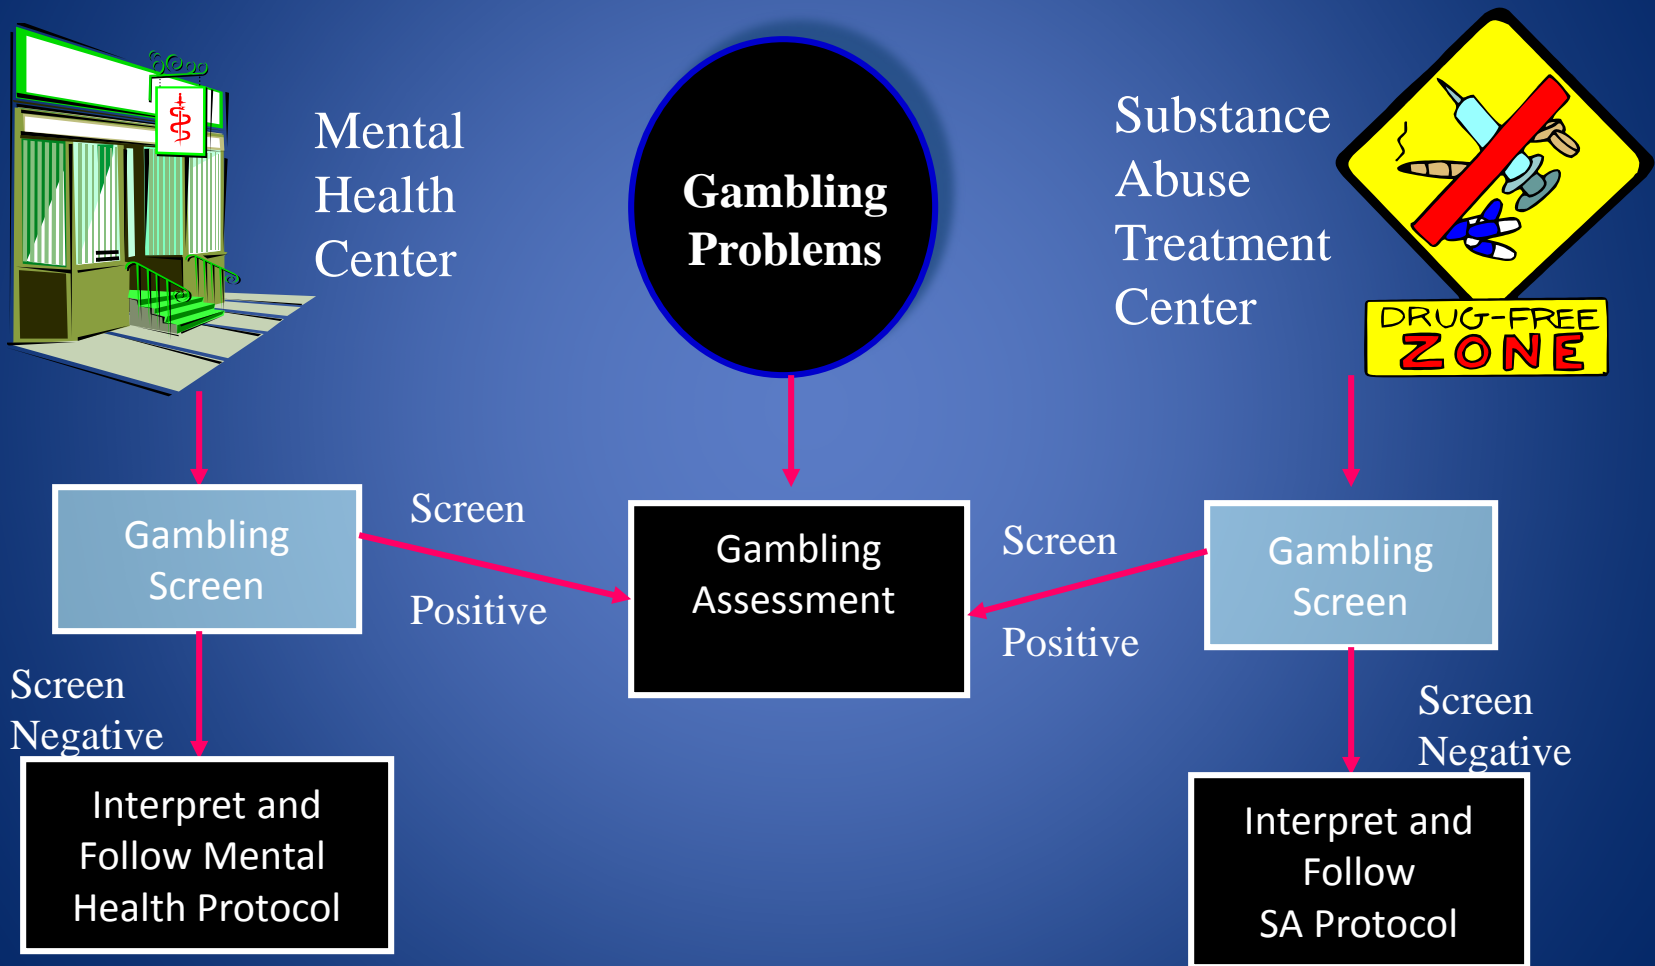 Mental
Health
Center
Gambling
Problems
Substance
Abuse
Treatment
Center
DRUG-FREE
ZONE
Gambling
Screen
Screen
Positive
Gambling
Assessment
Screen
Positive
Gambling
Screen
Screen
Negative
Screen
Negative
Interpret and
Follow Mental
Health Protocol
Interpret and
Follow
SA Protocol